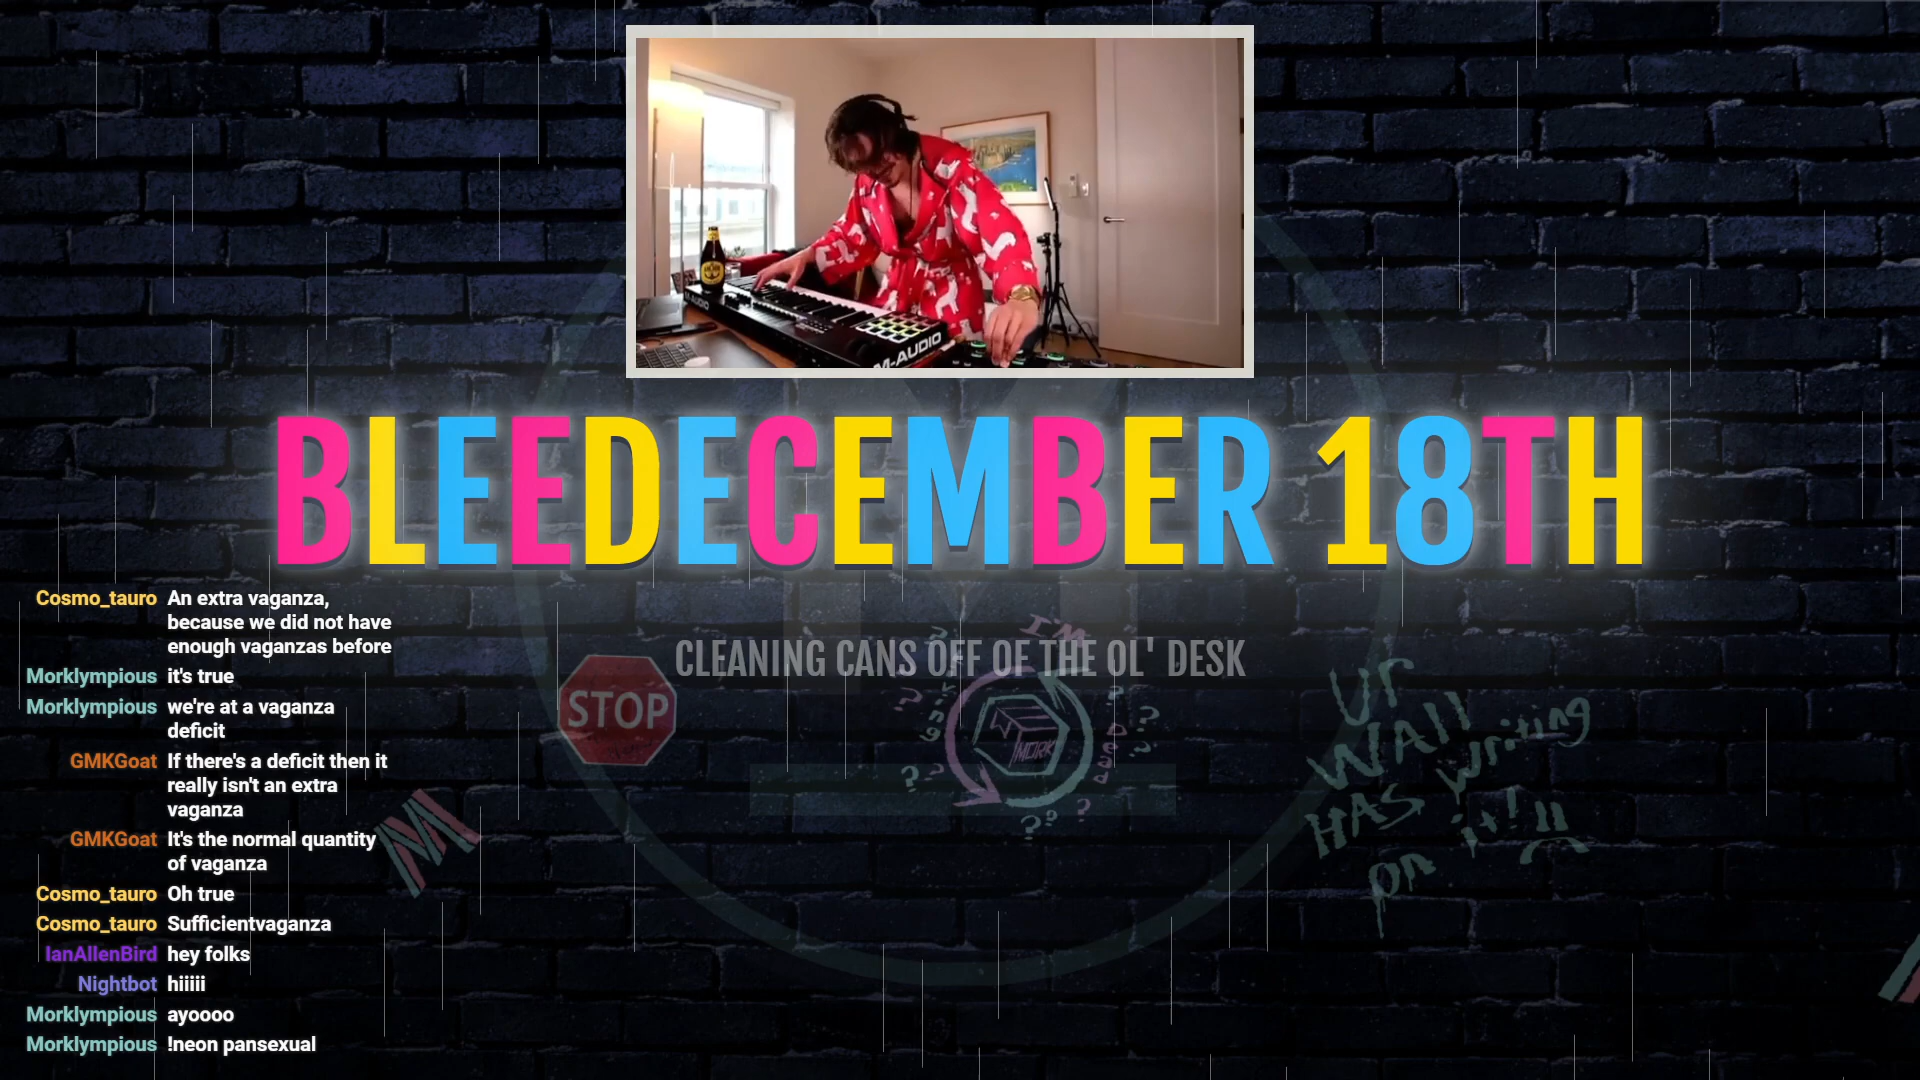 M-AUDIO
M-AUDIO
BLEEDECEMBER 18TH
CLEANING CANS OFF OF THE OL' DESK
STOP
I'M
MORK
ur
WAll
HAS writing
on it!!!
Cosmo_tauro An extra vaganza,
because we did not have
enough vaganzas before
Morklympious it's true
Morklympious we're at a vaganza
deficit
GMKGoat If there's a deficit then it
really isn't an extra
vaganza
GMKGoat It's the normal quantity
of vaganza
Cosmo_tauro Oh true
Cosmo_tauro Sufficientvaganza
IanAllenBird hey folks
Nightbot hiiiii
Morklympious ayoooo
Morklympious !neon pansexual